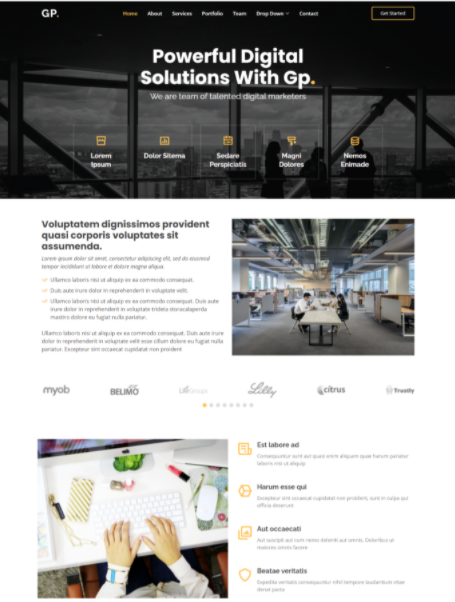 GP.
Home About Services Portfolio Team Drop Down Contact
Get Started
Powerful Digital
Solutions With Gp.
We are team of talented digital marketers
Lorem
Ipsum
Dolor Sitema
Sedare
Perspiciatis
Magni
Dolores
Nemos
Enimade
Voluptatem dignissimos provident
quasi corporis voluptates sit
assumenda.
Lorem ipsum dolor sit amet, consectetur adipiscing elit, sed do eiusmod
tempor incididunt ut labore et dolore magna aliqua.
Ullamco laboris nisi ut aliquip ex ea commodo consequat.
Duis aute irure dolor in reprehenderit in voluptate velit.
Ullamco laboris nisi ut aliquip ex ea commodo consequat. Duis aute
irure dolor in reprehenderit in voluptate trideta storacalaperda
mastiro dolore eu fugiat nulla pariatur.
Ullamco laboris nisi ut aliquip ex ea commodo consequat. Duis aute irure
dolor in reprehenderit in voluptate velit esse cillum dolore eu fugiat nulla
pariatur. Excepteur sint occaecat cupidatat non proident
myob
BELIMO
Lilly
citrus
Trustly
Est labore ad
Consequuntur sunt aut quasi enim aliquam quae harum pariatur
laboris nisi ut aliquip
Harum esse qui
Excepteur sint occaecat cupidatat non proident, sunt in culpa qui
officia deserunt
Aut occaecati
Aut suscipit aut cum nemo deleniti aut omnis. Doloribus ut
maiores omnis facere
Beatae veritatis
Expedita veritatis consequuntur nihil tempore laudantium vitae
denat pacta